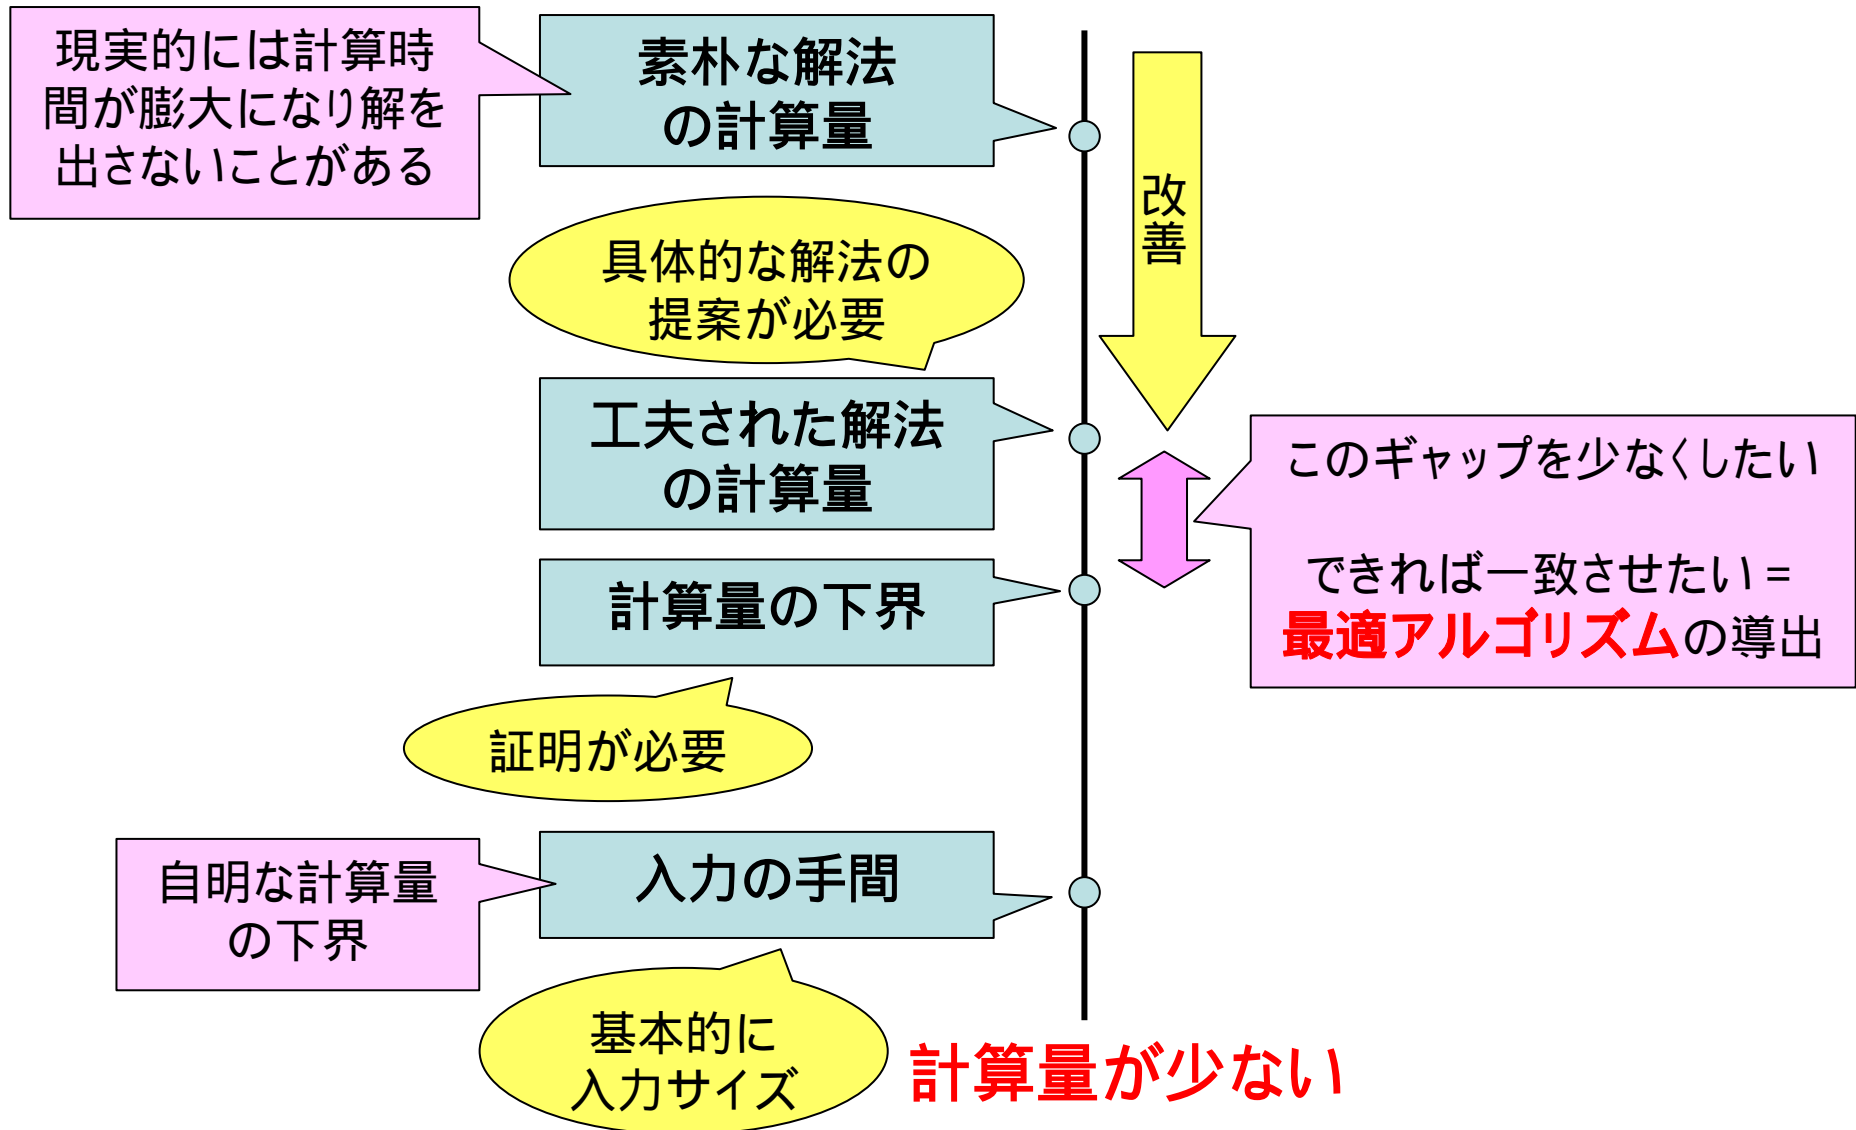 現実的には計算時
間が膨大になり解を
出さないことがある
素朴な解法
の計算量
改善
具体的な解法の
提案が必要
工夫された解法
の計算量
このギャップを少なくしたい
できれば一致させたい =
最適アルゴリズムの導出
計算量の下界
証明が必要
自明な計算量
の下界
入力の手間
基本的に
入力サイズ
計算量が少ない